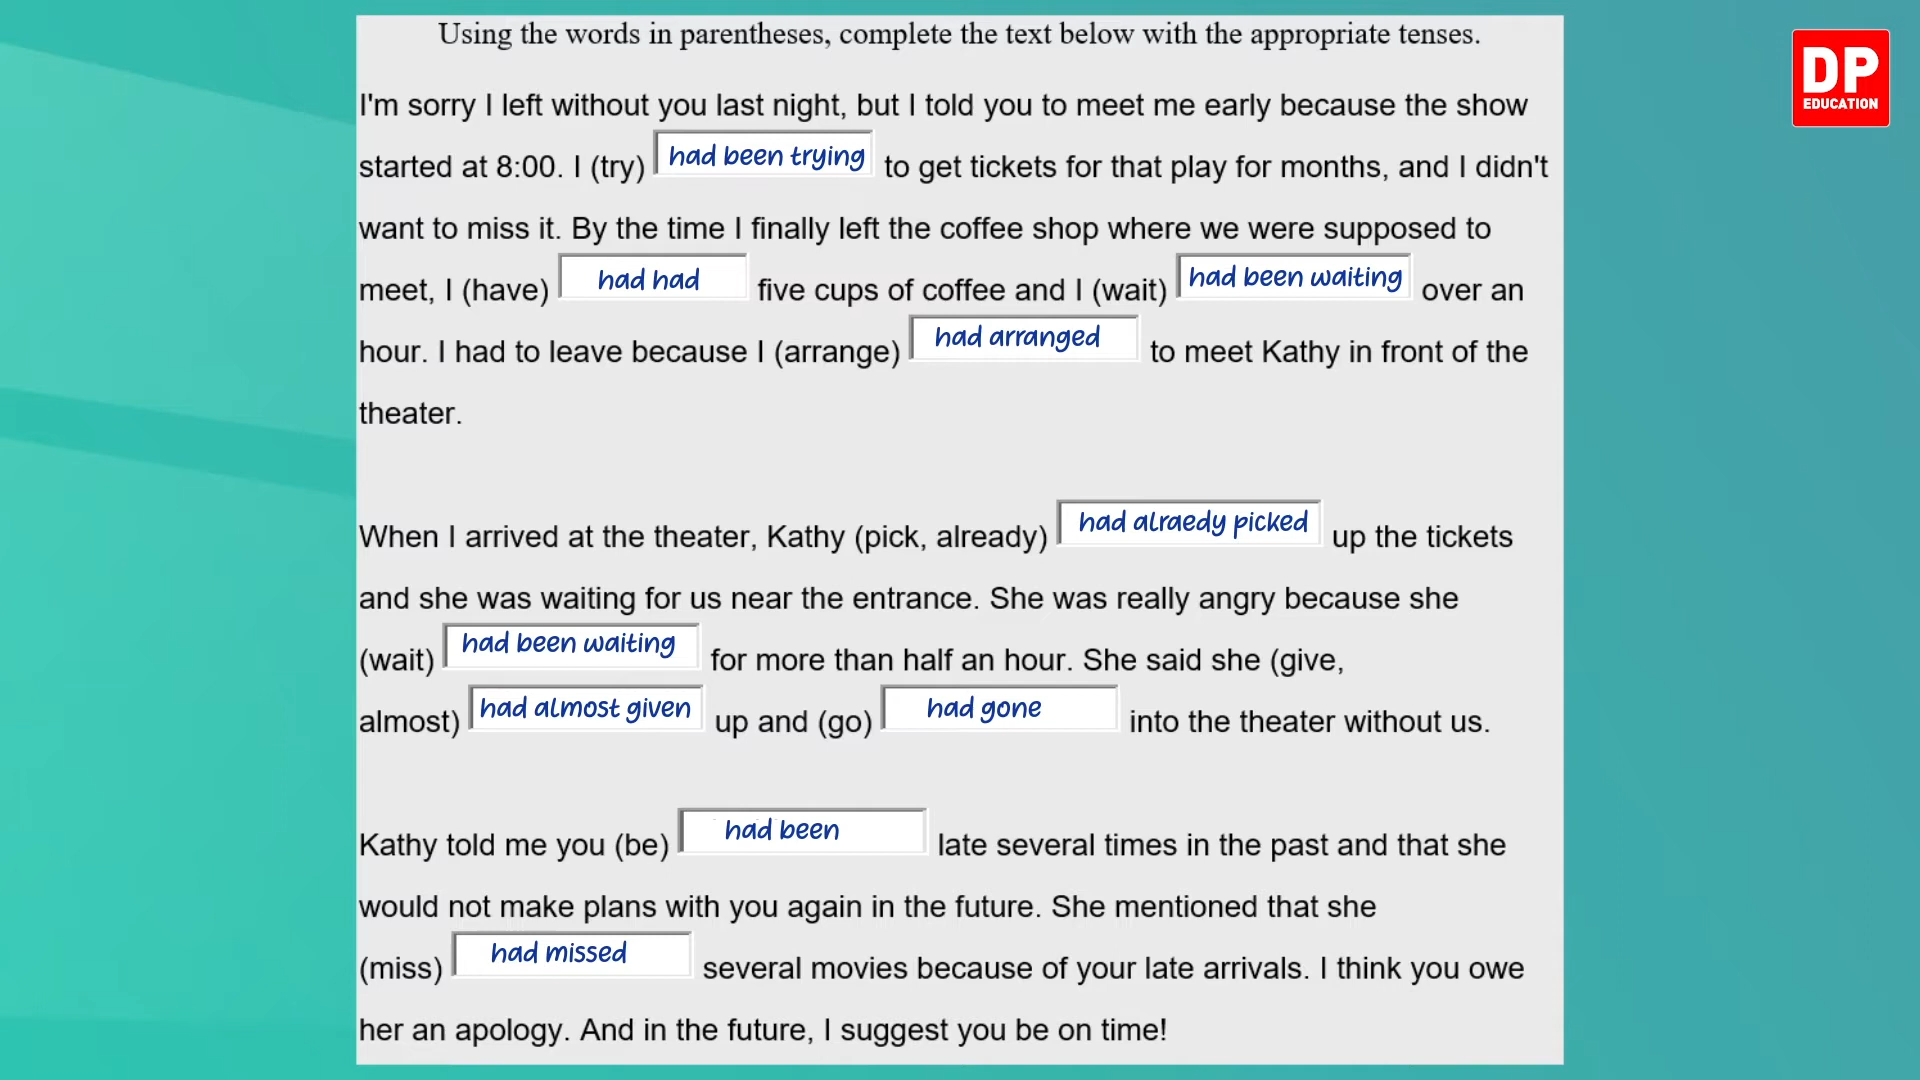 Using the words in parentheses, complete the text below with the appropriate tenses.
DP
EDUCATION
I'm sorry I left without you last night, but I told you to meet me early because the show
started at 8:00. I (try) had been trying to get tickets for that play for months, and I didn't
want to miss it. By the time I finally left the coffee shop where we were supposed to
meet, I (have) had had five cups of coffee and I (wait) had been waiting over an
hour. I had to leave because I (arrange) had arranged to meet Kathy in front of the
theater.
When I arrived at the theater, Kathy (pick, already) had alraedy picked up the tickets
and she was waiting for us near the entrance. She was really angry because she
(wait) had been waiting for more than half an hour. She said she (give,
almost) had almost given up and (go) had gone into the theater without us.
Kathy told me you (be) had been late several times in the past and that she
would not make plans with you again in the future. She mentioned that she
(miss) had missed several movies because of your late arrivals. I think you owe
her an apology. And in the future, I suggest you be on time!